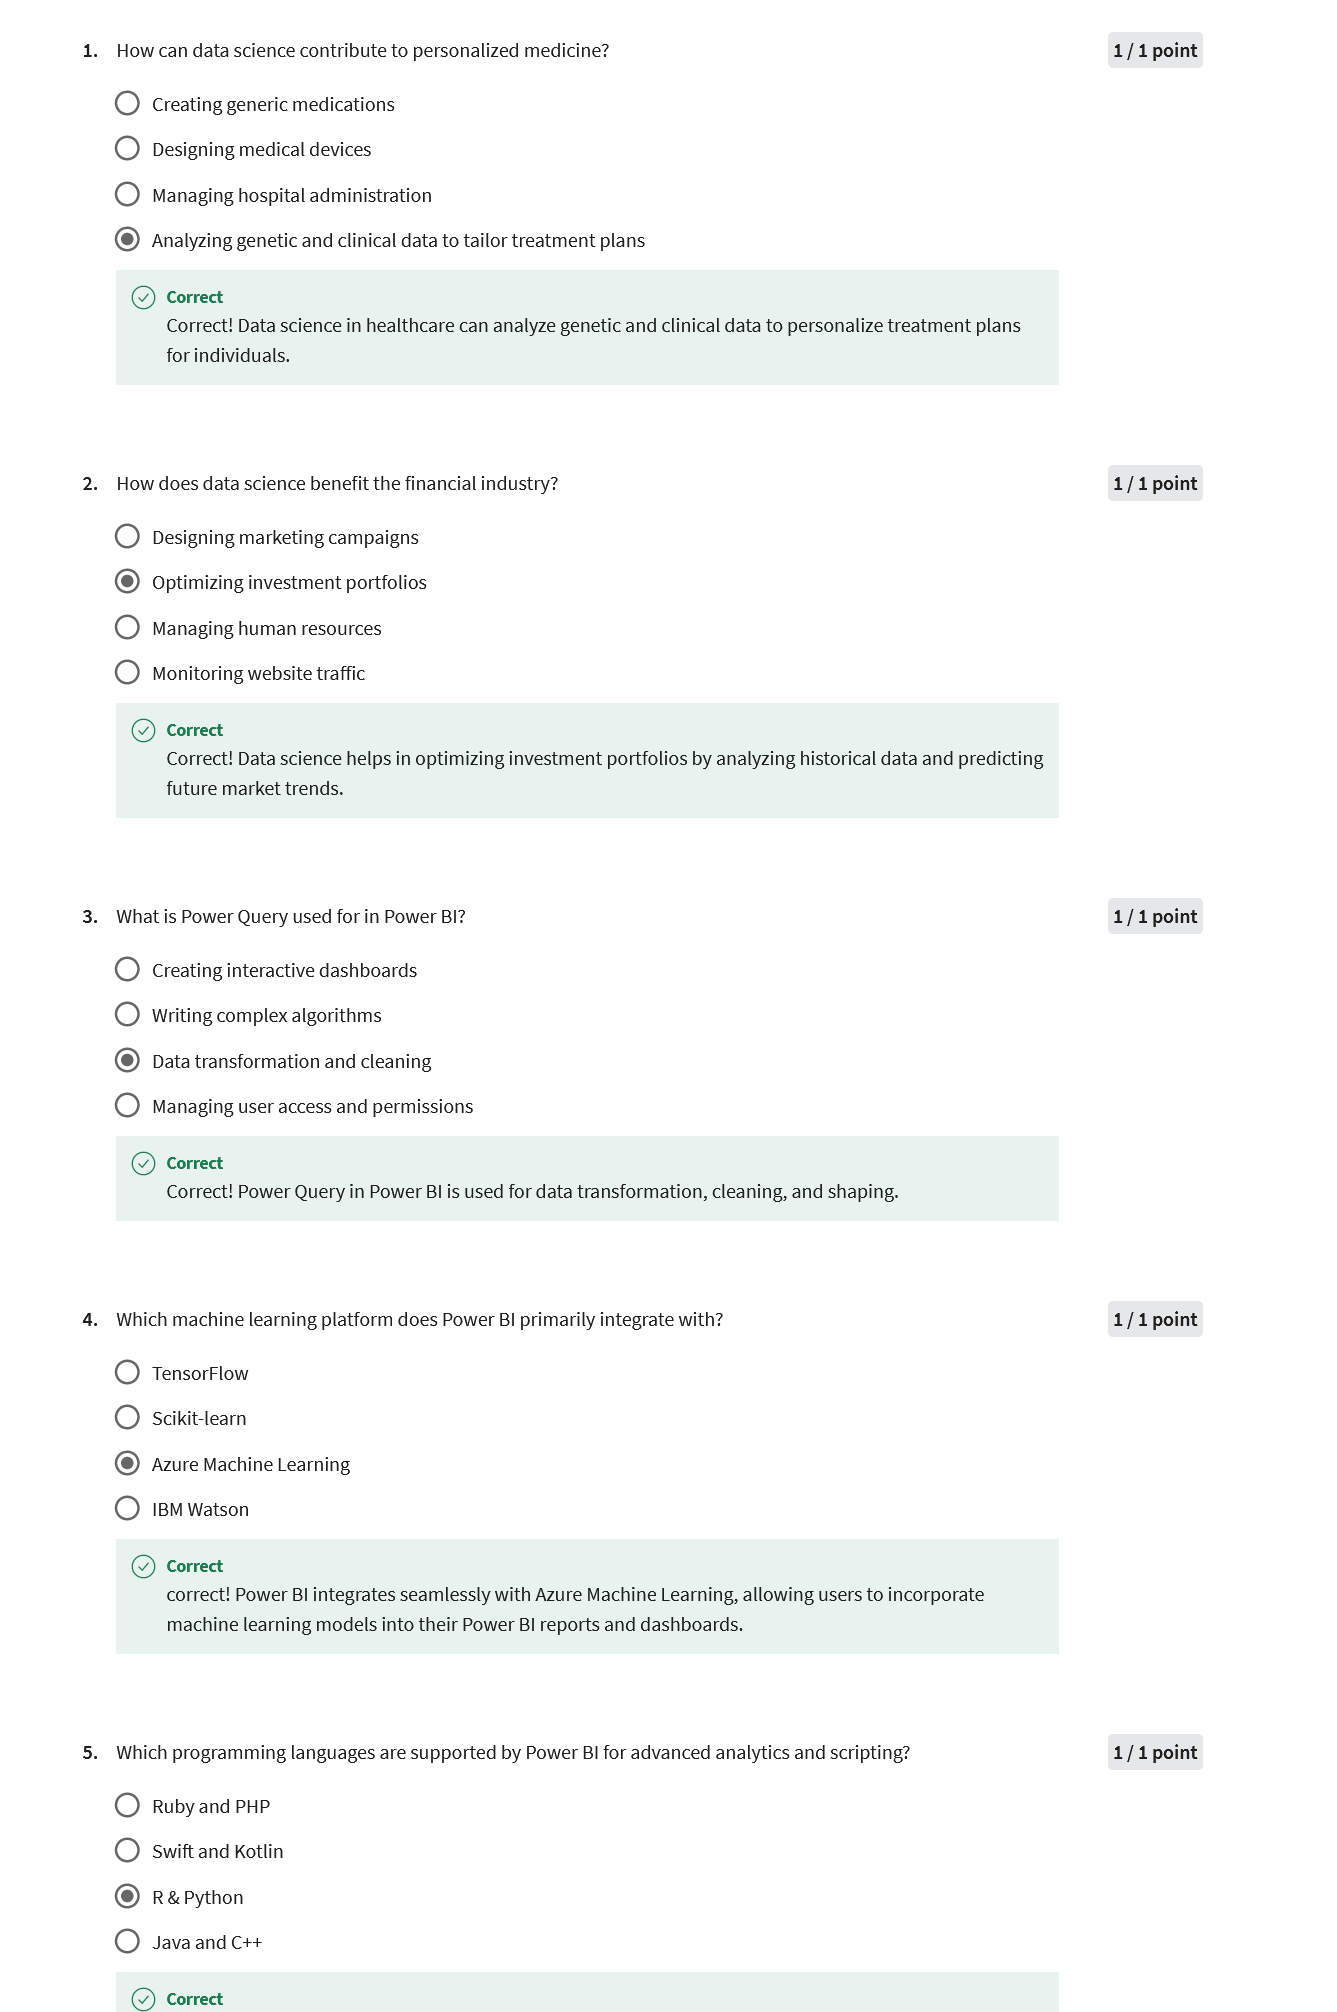 1. How can data science contribute to personalized medicine? 1 / 1 point
Creating generic medications
Designing medical devices
Managing hospital administration
Analyzing genetic and clinical data to tailor treatment plans
Correct
Correct! Data science in healthcare can analyze genetic and clinical data to personalize treatment plans
for individuals.
2. How does data science benefit the financial industry? 1 / 1 point
Designing marketing campaigns
Optimizing investment portfolios
Managing human resources
Monitoring website traffic
Correct
Correct! Data science helps in optimizing investment portfolios by analyzing historical data and predicting
future market trends.
3. What is Power Query used for in Power BI? 1 / 1 point
Creating interactive dashboards
Writing complex algorithms
Data transformation and cleaning
Managing user access and permissions
Correct
Correct! Power Query in Power BI is used for data transformation, cleaning, and shaping.
4. Which machine learning platform does Power BI primarily integrate with? 1 / 1 point
TensorFlow
Scikit-learn
Azure Machine Learning
IBM Watson
Correct
correct! Power BI integrates seamlessly with Azure Machine Learning, allowing users to incorporate
machine learning models into their Power BI reports and dashboards.
5. Which programming languages are supported by Power BI for advanced analytics and scripting? 1 / 1 point
Ruby and PHP
Swift and Kotlin
R & Python
Java and C++
Correct